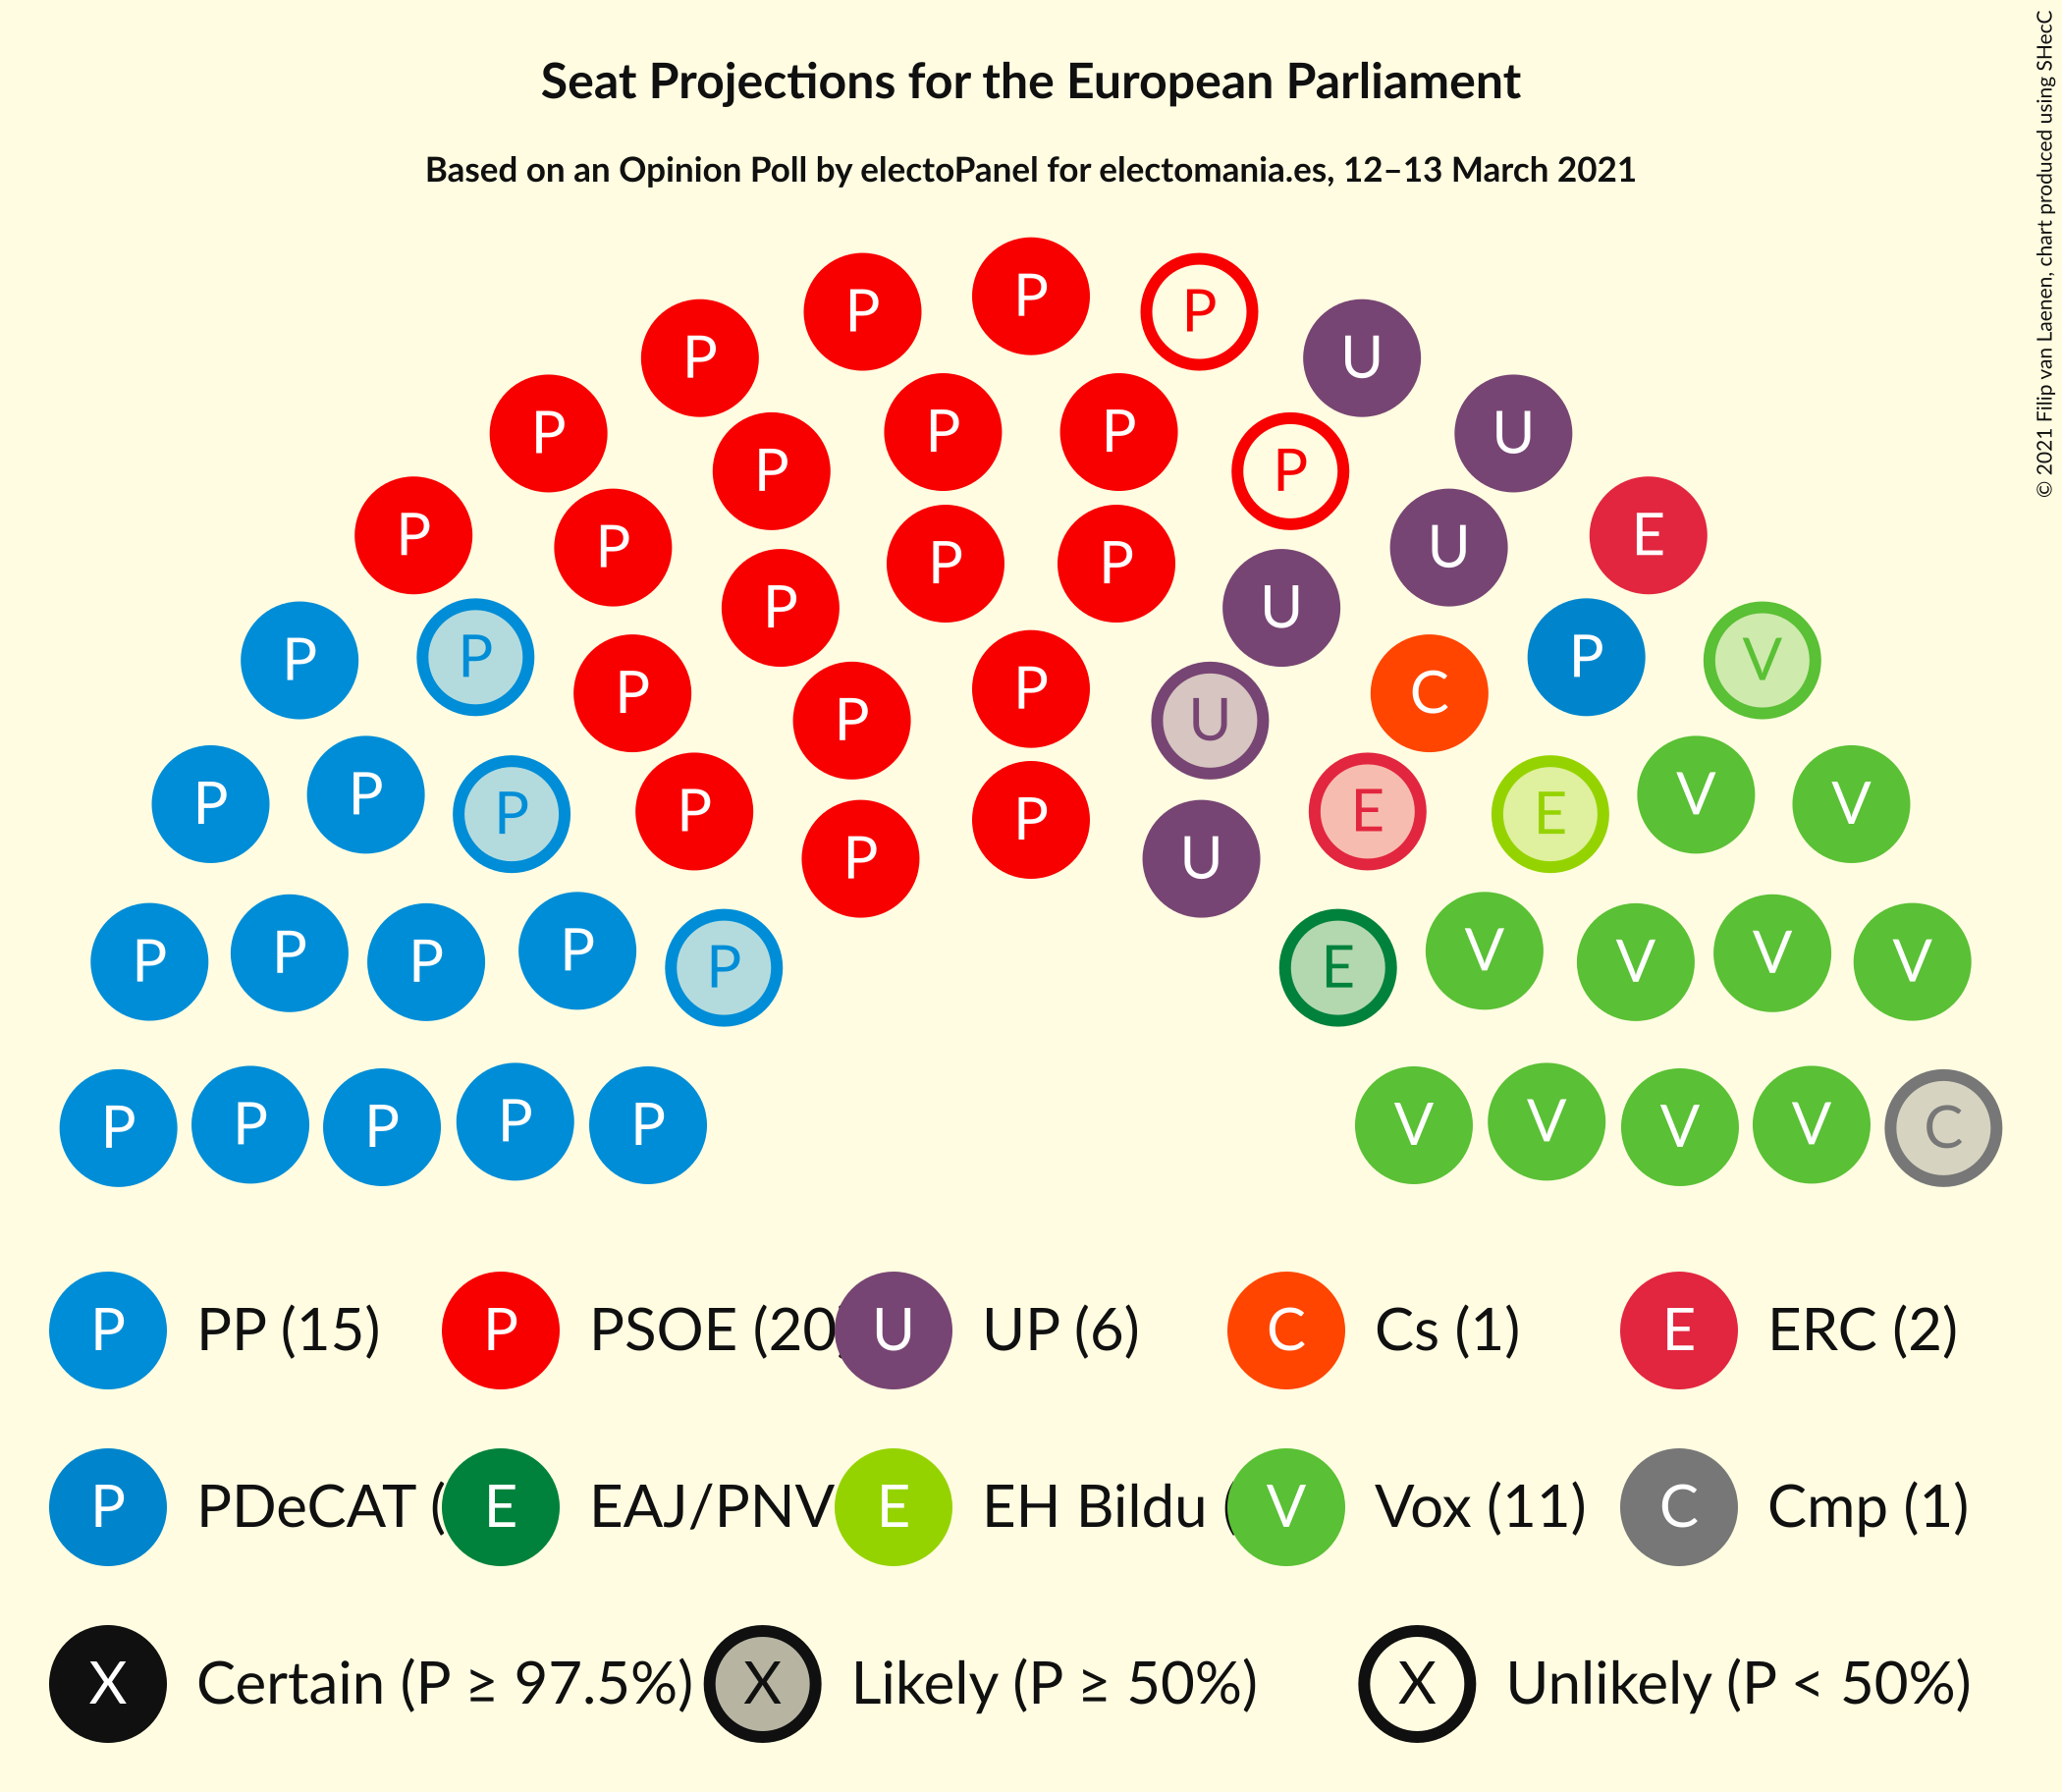 Seat Projections for the European Parliament
Based on an Opinion Poll by electoPanel for electomania.es, 12–13 March 2021
© 2021 Filip van Laenen, chart produced using SHecC
P P P U
P P U
P P P P E
P P U U
P P P P U
P P P P V
P C
P P P U
P P P E E V V
P P U
P P P P P E V V V V
P P P P P V V V V C
P PP (15) P PSOE (20) U UP (6) C Cs (1) E ERC (2)
P PDeCAT ( E EAJ/PNV E EH Bildu ( V Vox (11) C Cmp (1)
X Certain (P ≥ 97.5%) X Likely (P ≥ 50%) X Unlikely (P < 50%)